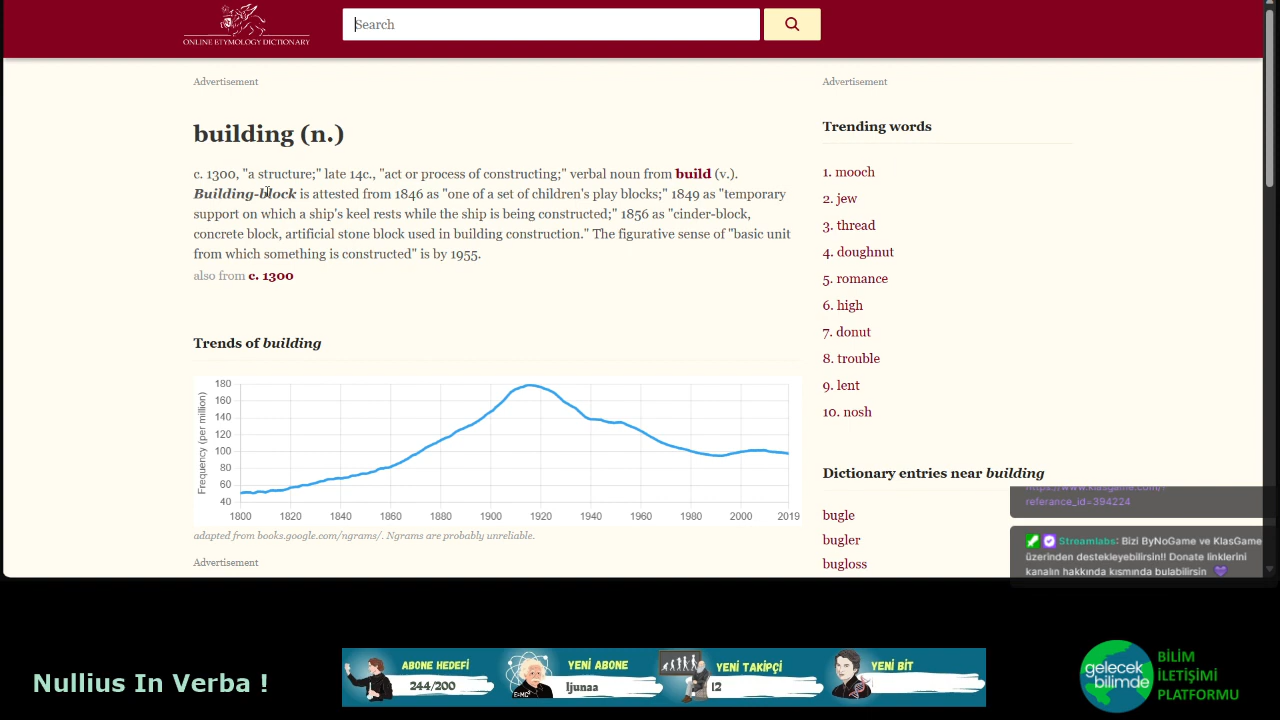 ONLINE ETYMOLOGY DICTIONARY
Search
Advertisement
building (n.)
c. 1300, "a structure;" late 14c., "act or process of constructing;" verbal noun from build (v.).
Building-block is attested from 1846 as "one of a set of children's play blocks;" 1849 as "temporary
support on which a ship's keel rests while the ship is being constructed;" 1856 as "cinder-block,
concrete block, artificial stone block used in building construction." The figurative sense of "basic unit
from which something is constructed" is by 1955.
also from c. 1300
Trends of building
Frequency (per million)
180
160
140
120
100
80
60
40
1800 1820 1840 1860 1880 1900 1920 1940 1960 1980 2000 2019
adapted from books.google.com/ngrams/. Ngrams are probably unreliable.
Advertisement
Advertisement
Trending words
1. mooch
2. jew
3. thread
4. doughnut
5. romance
6. high
7. donut
8. trouble
9. lent
10. nosh
Dictionary entries near building
bugle
bugler
bugloss
https://www.klasgame.com/?
referance_id=394224
Streamlabs: Bizi ByNoGame ve KlasGame
üzerinden destekleyebilirsin!! Donate linklerini
kanalın hakkında kısmında bulabilirsin
Nullius In Verba !
ABONE HEDEFİ
244/200
E=MC²
YENİ ABONE
ljunaa
YENİ TAKİPÇİ
12
YENİ BİT
gelecek
bilimde
BİLİM
İLETİŞİMİ
PLATFORMU